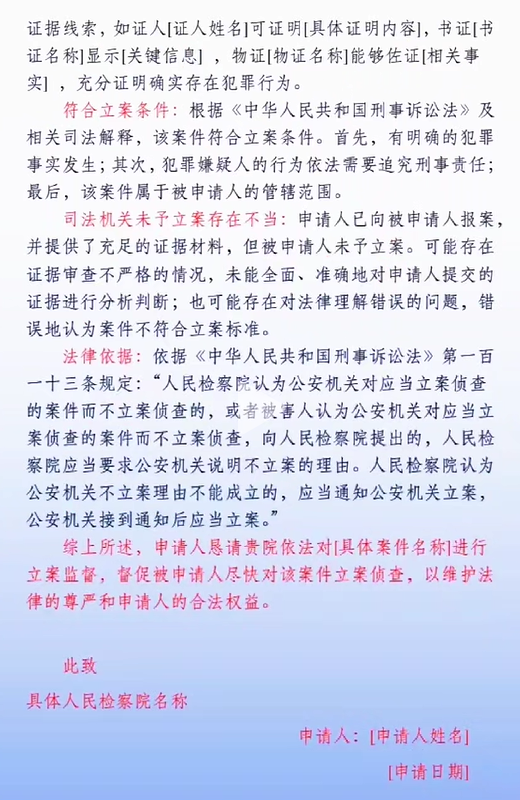 证据线索，如证人[证人姓名]可证明[具体证明内容]，书证[书
证名称]显示[关键信息] ，物证[物证名称]能够佐证[相关事
实] ，充分证明确实存在犯罪行为。
符合立案条件：根据《中华人民共和国刑事诉讼法》及
相关司法解释，该案件符合立案条件。首先，有明确的犯罪
事实发生；其次，犯罪嫌疑人的行为依法需要追究刑事责任；
最后，该案件属于被申请人的管辖范围。
司法机关未予立案存在不当：申请人已向被申请人报案，
并提供了充足的证据材料，但被申请人未予立案。可能存在
证据审查不严格的情况，未能全面、准确地对申请人提交的
证据进行分析判断；也可能存在对法律理解错误的问题，错
误地认为案件不符合立案标准。
法律依据：依据《中华人民共和国刑事诉讼法》第一百
一十三条规定：“人民检察院认为公安机关对应当立案侦查
的案件而不立案侦查的，或者被害人认为公安机关对应当立
案侦查的案件而不立案侦查，向人民检察院提出的，人民检
察院应当要求公安机关说明不立案的理由。人民检察院认为
公安机关不立案理由不能成立的，应当通知公安机关立案，
公安机关接到通知后应当立案。”
综上所述，申请人恳请贵院依法对[具体案件名称]进行
立案监督，督促被申请人尽快对该案件立案侦查，以维护法
律的尊严和申请人的合法权益。
此致
具体人民检察院名称
申请人：[申请人姓名]
[申请日期]